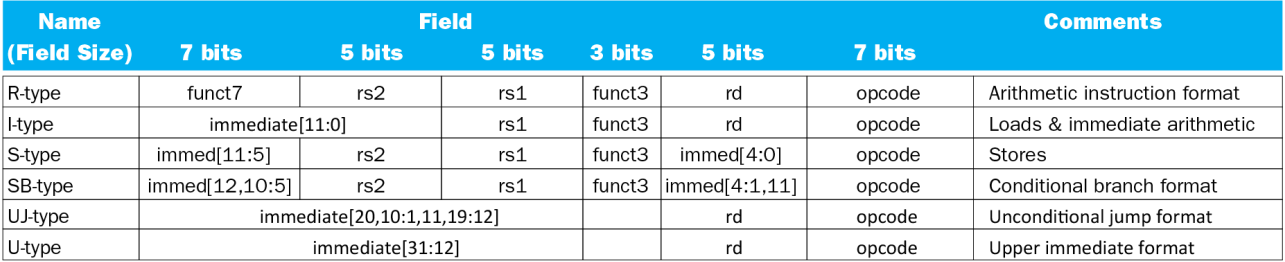 Name Field Comments
(Field Size) 7 bits 5 bits 5 bits 3 bits 5 bits 7 bits
R-type funct7 rs2 rs1 funct3 rd opcode Arithmetic instruction format
I-type immediate[11:0] rs1 funct3 rd opcode Loads & immediate arithmetic
S-type immed[11:5] rs2 rs1 funct3 immed[4:0] opcode Stores
SB-type immed[12,10:5] rs2 rs1 funct3 immed[4:1,11] opcode Conditional branch format
UJ-type immediate[20,10:1,11,19:12] rd opcode Unconditional jump format
U-type immediate[31:12] rd opcode Upper immediate format